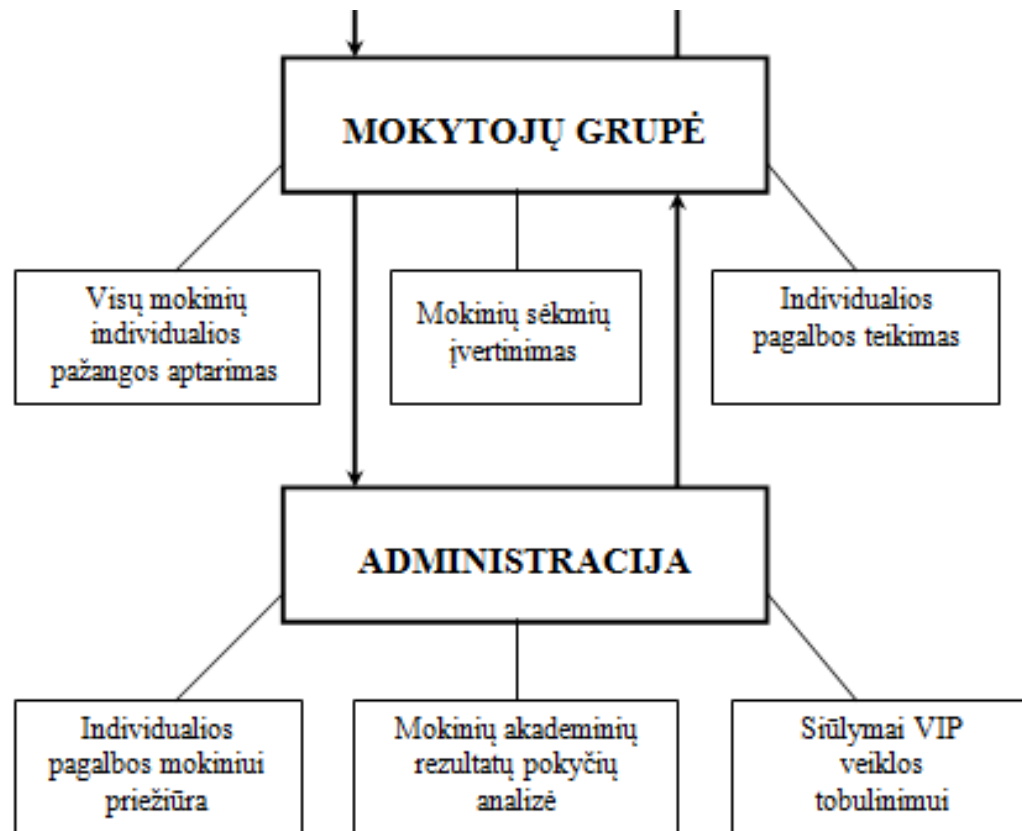 MOKYTOJŲ GRUPĖ
Visų mokinių
individualios
pažangos aptarimas
Mokinių sėkmių
įvertinimas
Individualios
pagalbos teikimas
ADMINISTRACIJA
Individualios
pagalbos mokiniui
priežiūra
Mokinių akademinių
rezultatų pokyčių
analizė
Siūlymai VIP
veiklos
tobulinimui